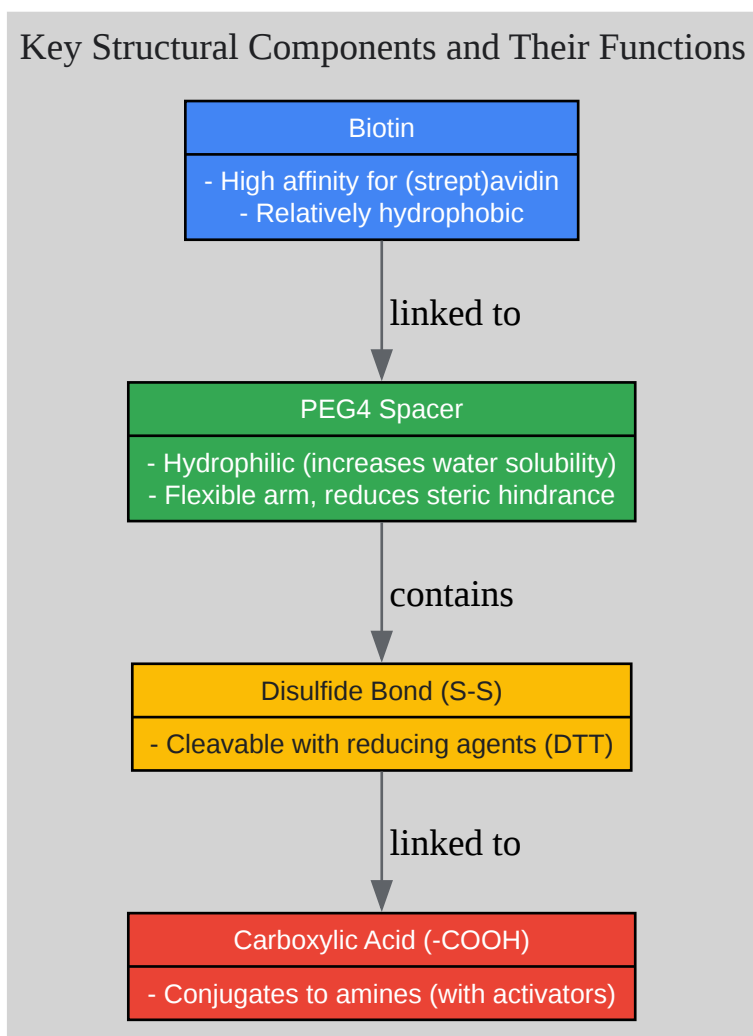 Key Structural Components and Their Functions
Biotin
- High affinity for (strept)avidin
- Relatively hydrophobic
linked to
PEG4 Spacer
- Hydrophilic (increases water solubility)
- Flexible arm, reduces steric hindrance
contains
Disulfide Bond (S-S)
- Cleavable with reducing agents (DTT)
linked to
Carboxylic Acid (-COOH)
- Conjugates to amines (with activators)